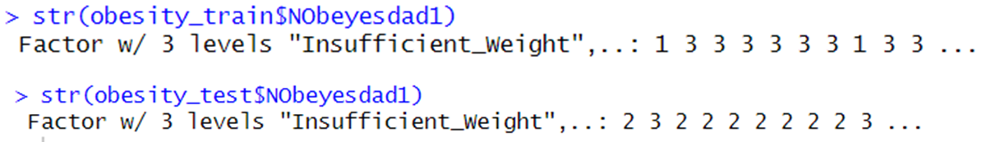 > str(obesity_train$NObeyesdad1)
Factor w/ 3 levels "Insufficient_Weight",..: 1 3 3 3 3 3 3 1 3 3 ...
> str(obesity_test$NObeyesdad1)
Factor w/ 3 levels "Insufficient_Weight",..: 2 3 2 2 2 2 2 2 2 3 ...